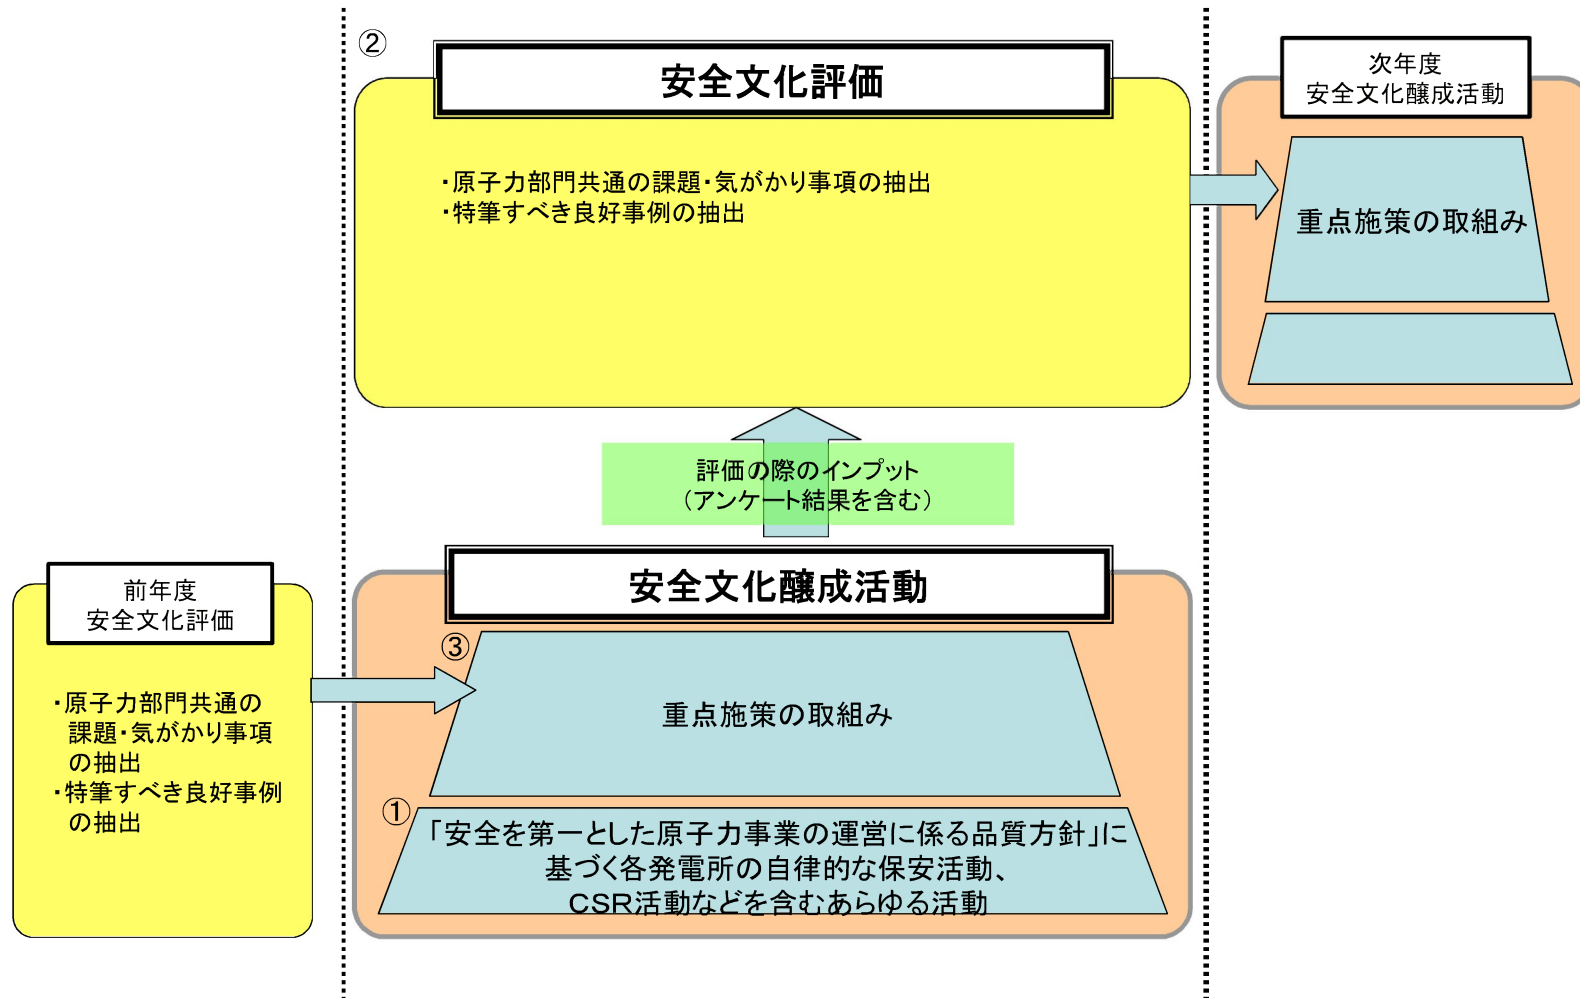 ②
安全文化評価
・原子力部門共通の課題・気がかり事項の抽出
・特筆すべき良好事例の抽出
次年度
安全文化醸成活動
重点施策の取組み
評価の際のインプット
（アンケート結果を含む）
前年度
安全文化評価
・原子力部門共通の
課題・気がかり事項
の抽出
・特筆すべき良好事例
の抽出
安全文化醸成活動
③
重点施策の取組み
①
「安全を第一とした原子力事業の運営に係る品質方針」に
基づく各発電所の自律的な保安活動、
CSR活動などを含むあらゆる活動